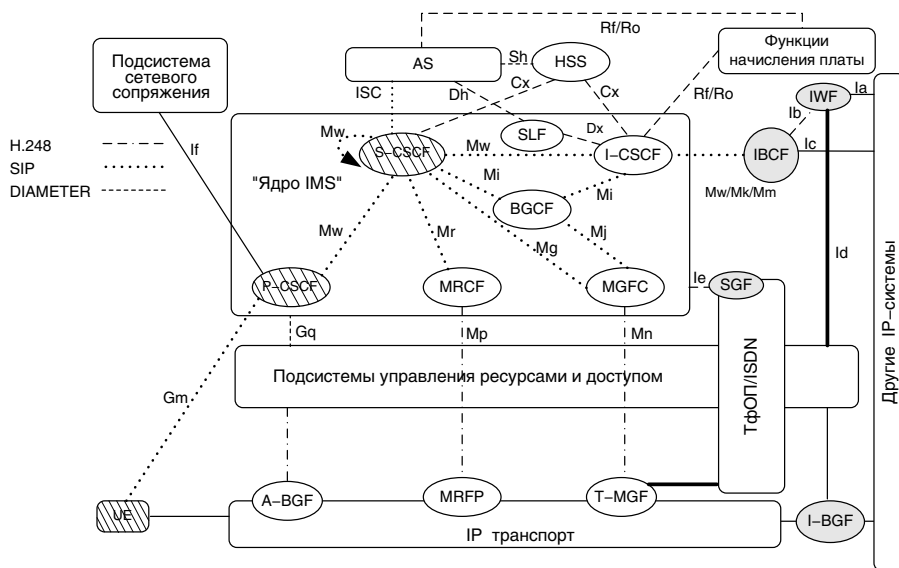 Rf/Ro
Подсистема
сетевого
сопряжения
AS
Sh
HSS
Функции
начисления платы
ISC
Dh
Cx
Cx
Rf/Ro
IWF
Ia
Ib
H.248
SIP
DIAMETER
If
Mw
S-CSCF
SLF
Dx
Mw
I-CSCF
IBCF
Ic
"Ядро IMS"
Mi
Mi
Mw/Mk/Mm
BGCF
Mw
Mr
Mg
Mj
Id
P-CSCF
MRCF
MGFC
Ie
SGF
Gq
Mp
Mn
Подсистемы управления ресурсами и доступом
ТфОП/ISDN
Другие IP-системы
Gm
UE
A-BGF
MRFP
T-MGF
I-BGF
IP транспорт